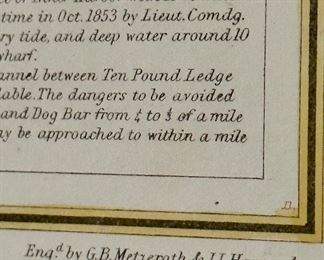 time in Oct. 1853 by Lieut. Comdg.
ry tide, and deep water around 10
wharf.
annel between Ten Pound Ledge
lable. The dangers to be avoided
and Dog Bar from ¼ to ⅓ of a mile
ay be approached to within a mile
B.
Engd. by G.B. Metzeroth &